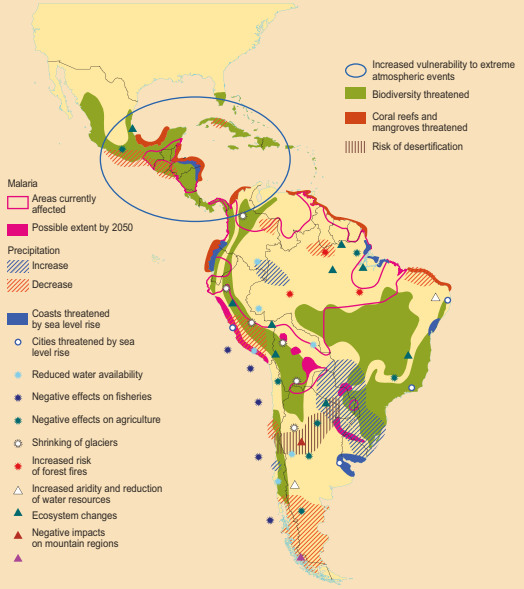 Increased vulnerability to extreme
atmospheric events
Biodiversity threatened
Coral reefs and
mangroves threatened
Risk of desertification
Malaria
Areas currently
affected
Possible extent by 2050
Precipitation
Increase
Decrease
Coasts threatened
by sea level rise
Cities threatened by sea
level rise
Reduced water availability
Negative effects on fisheries
Negative effects on agriculture
Shrinking of glaciers
Increased risk
of forest fires
Increased aridity and reduction
of water resources
Ecosystem changes
Negative impacts
on mountain regions